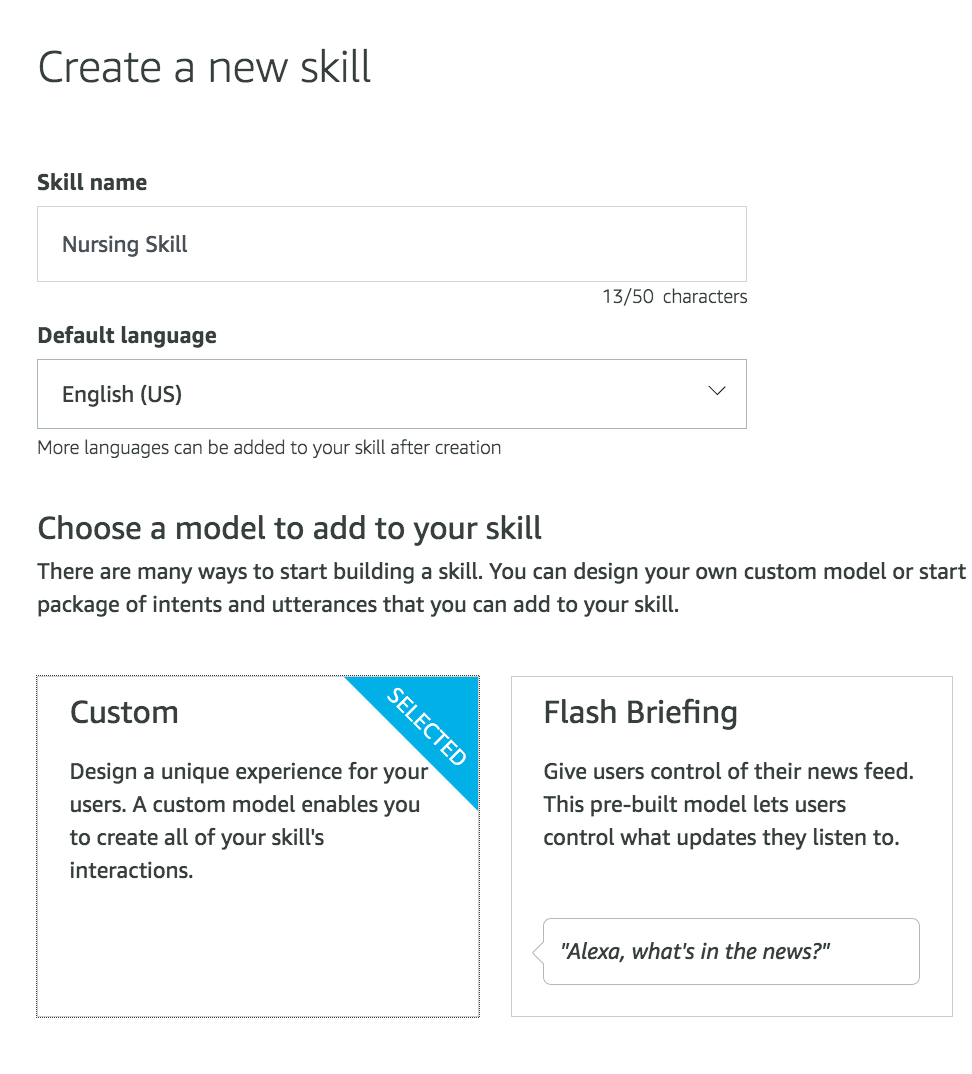 Create a new skill
Skill name
Nursing Skill
13/50 characters
Default language
English (US)
More languages can be added to your skill after creation
Choose a model to add to your skill
There are many ways to start building a skill. You can design your own custom model or start
package of intents and utterances that you can add to your skill.
Custom
SELECTED
Design a unique experience for your
users. A custom model enables you
to create all of your skill's
interactions.
Flash Briefing
Give users control of their news feed.
This pre-built model lets users
control what updates they listen to.
"Alexa, what's in the news?"